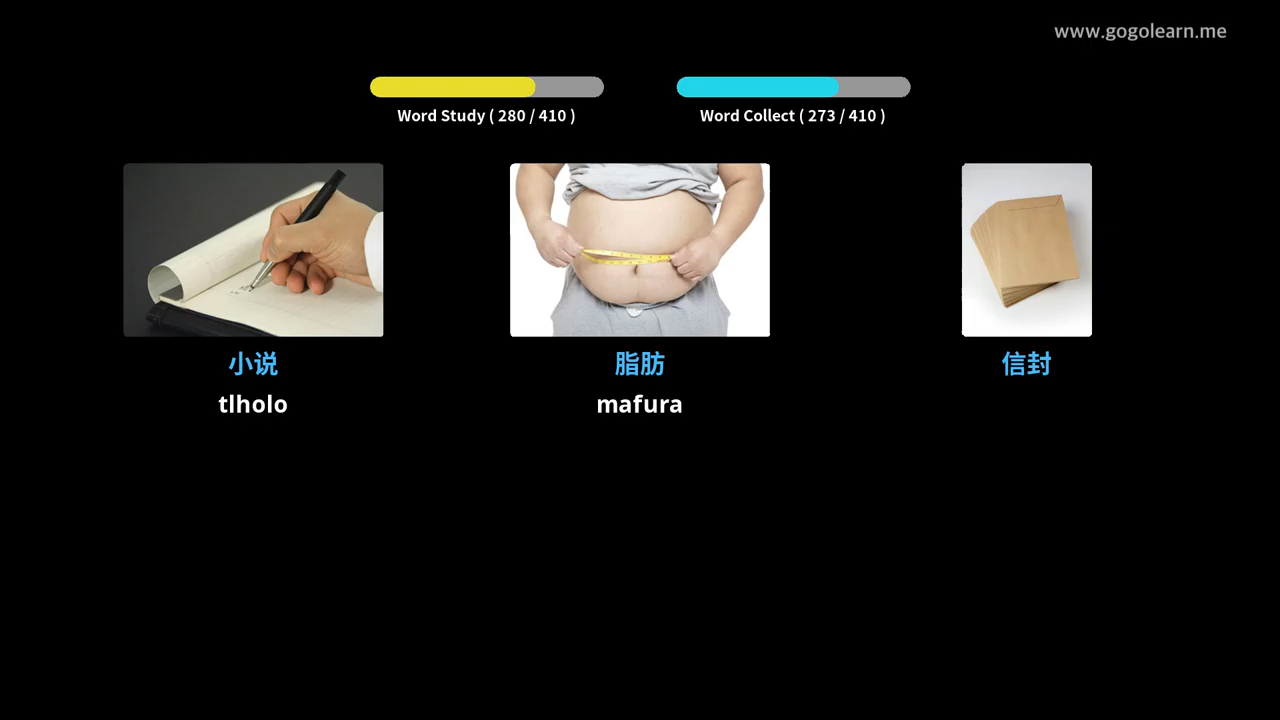 www.gogolearn.me
Word Study ( 280 / 410 )
Word Collect ( 273 / 410 )
小说
tlholo
脂肪
mafura
信封